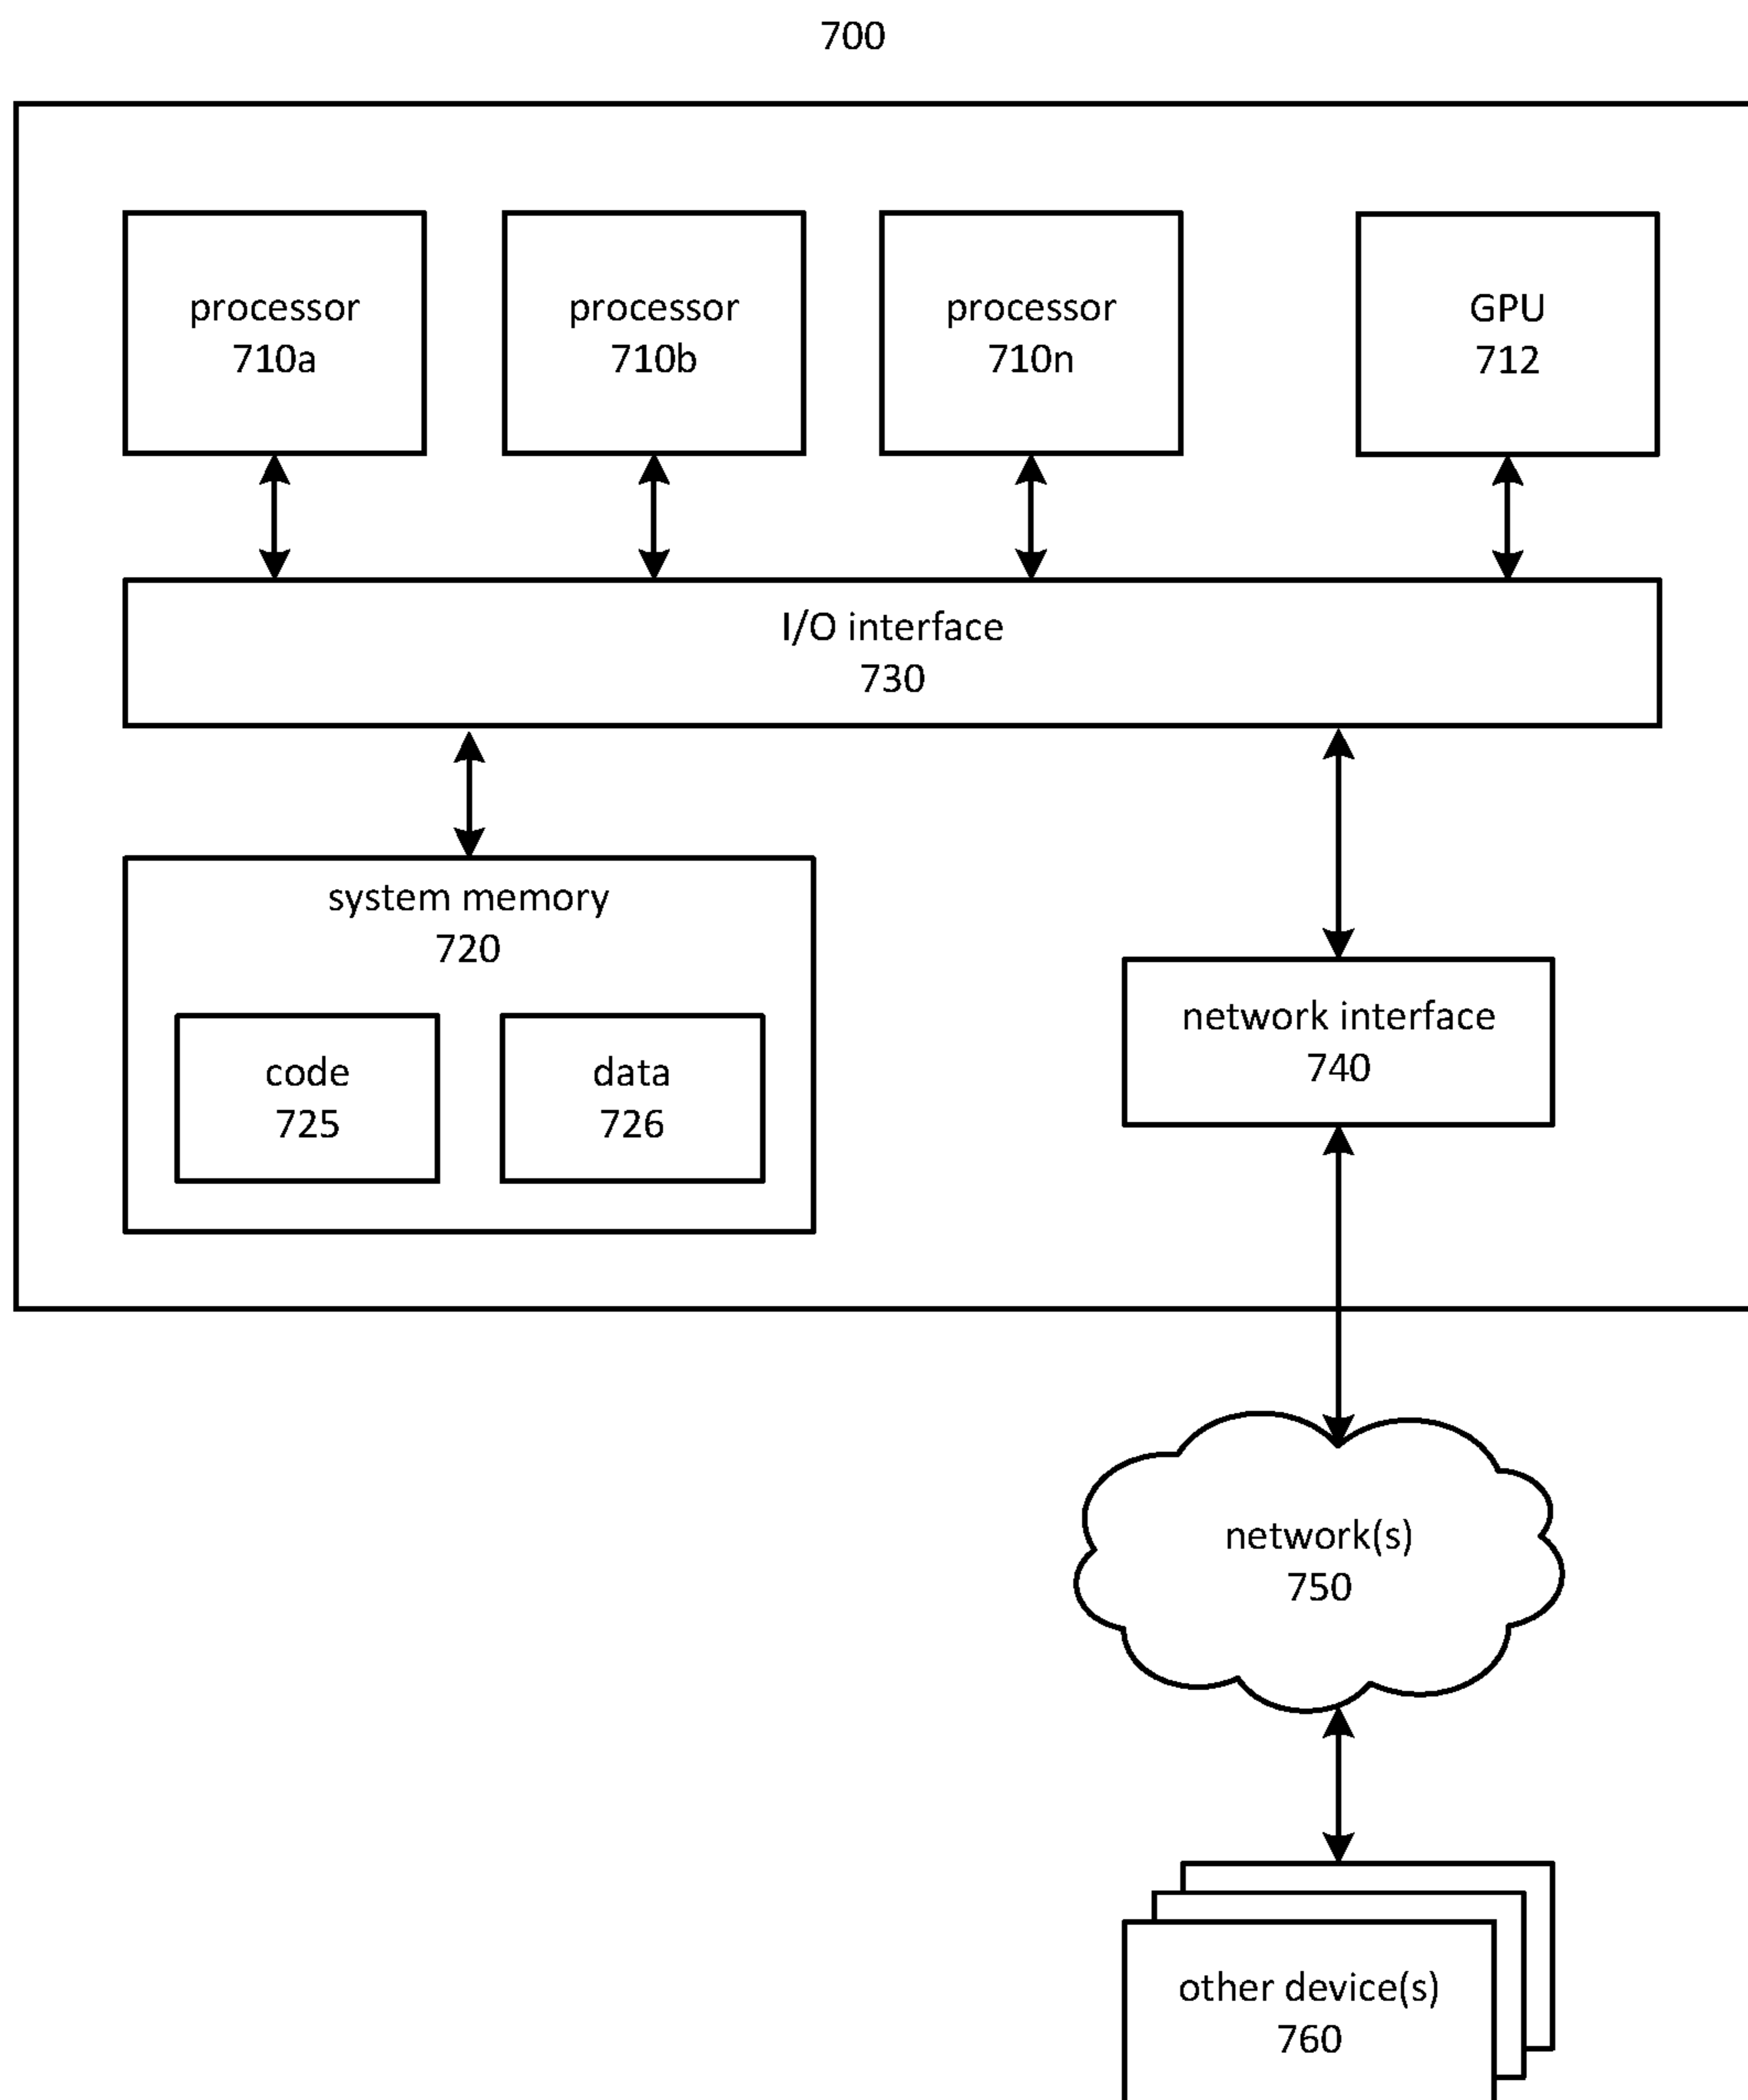 700
processor
710a
processor
710b
processor
710n
GPU
712
I/O interface
730
system memory
720
code
725
data
726
network interface
740
network(s)
750
other device(s)
760